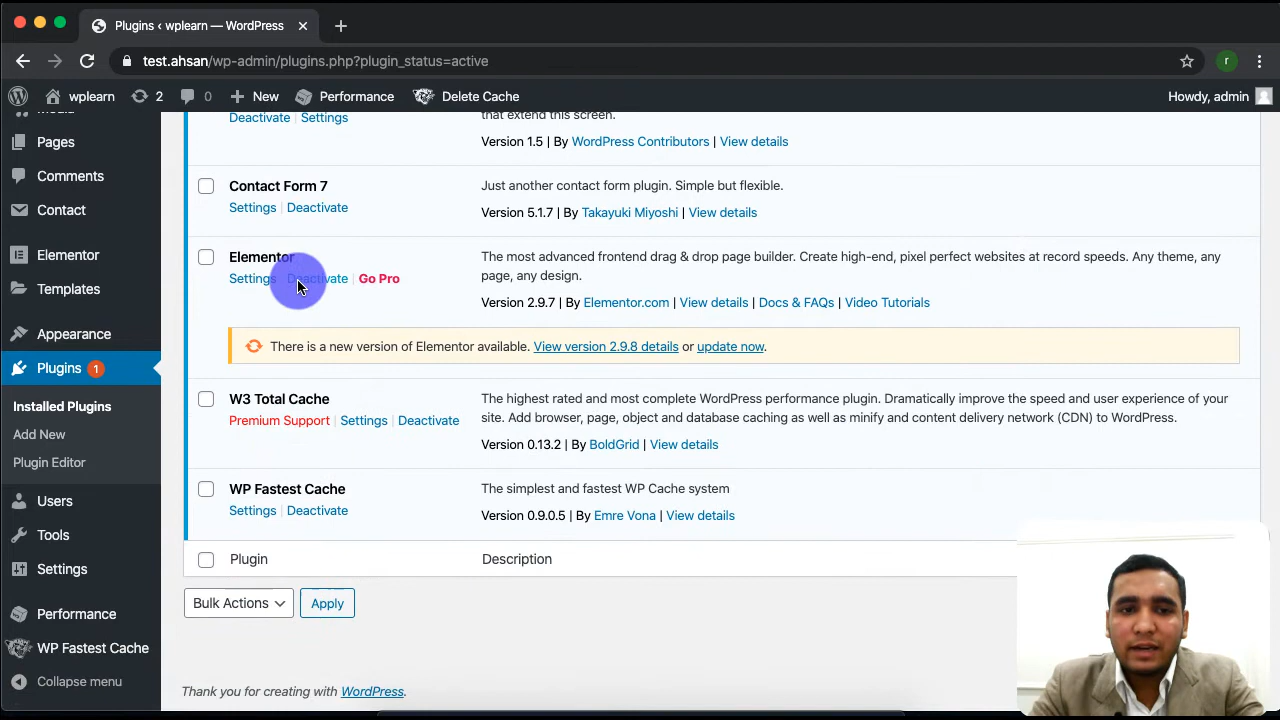 Plugins ‹ wplearn — WordPress
test.ahsan/wp-admin/plugins.php?plugin_status=active
r
wplearn 2 0 New Performance Delete Cache Howdy, admin
Pages
Comments
Contact
Elementor
Templates
Appearance
Plugins 1
Installed Plugins
Add New
Plugin Editor
Users
Tools
Settings
Performance
WP Fastest Cache
Collapse menu
Deactivate | Settings
that extend this screen.
Version 1.5 | By WordPress Contributors | View details
Contact Form 7
Settings | Deactivate
Just another contact form plugin. Simple but flexible.
Version 5.1.7 | By Takayuki Miyoshi | View details
Elementor
Settings | Deactivate | Go Pro
The most advanced frontend drag & drop page builder. Create high-end, pixel perfect websites at record speeds. Any theme, any
page, any design.
Version 2.9.7 | By Elementor.com | View details | Docs & FAQs | Video Tutorials
There is a new version of Elementor available. View version 2.9.8 details or update now.
W3 Total Cache
Premium Support | Settings | Deactivate
The highest rated and most complete WordPress performance plugin. Dramatically improve the speed and user experience of your
site. Add browser, page, object and database caching as well as minify and content delivery network (CDN) to WordPress.
Version 0.13.2 | By BoldGrid | View details
WP Fastest Cache
Settings | Deactivate
The simplest and fastest WP Cache system
Version 0.9.0.5 | By Emre Vona | View details
Plugin
Description
Bulk Actions
Apply
Thank you for creating with WordPress.